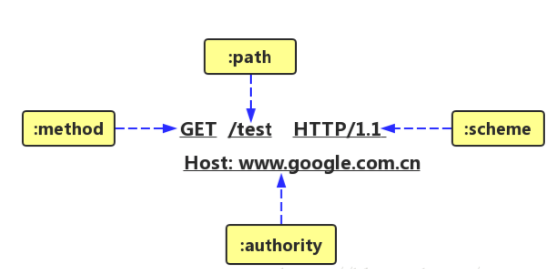 :path
:method
GET /test HTTP/1.1
:scheme
Host: www.google.com.cn
:authority